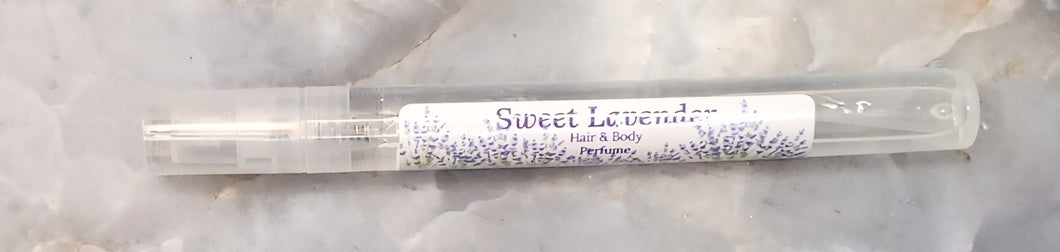 Sweet Lavender
Hair & Body
Perfume